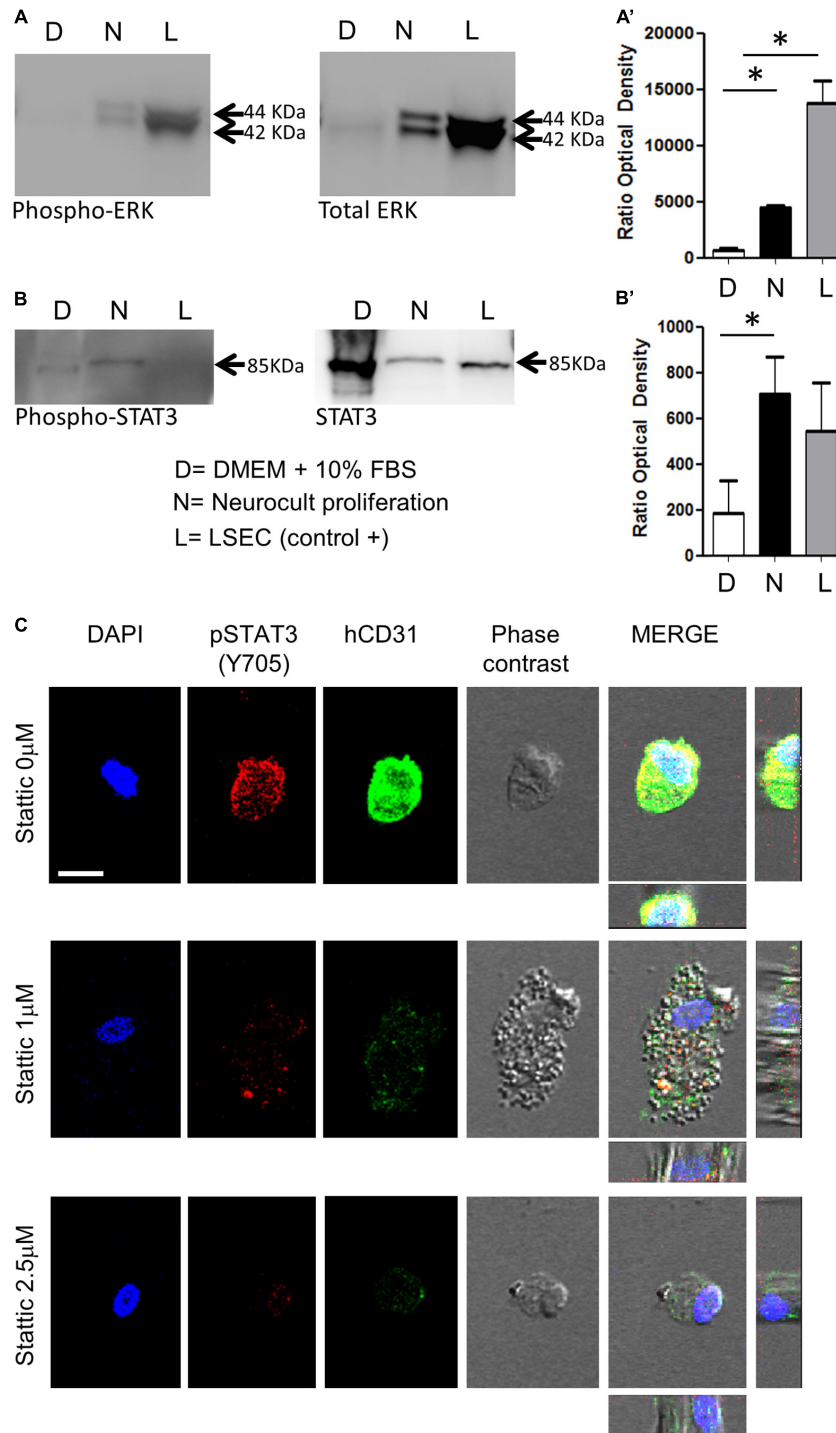 A
D N L
44 KDa
42 KDa
Phospho-ERK
44 KDa
42 KDa
Total ERK
A'
Ratio Optical Density
20000
15000
10000
5000
0
* *
D N L
B
D N L
85KDa
Phospho-STAT3
D N L
85KDa
STAT3
D= DMEM + 10% FBS
N= Neurocult proliferation
L= LSEC (control +)
B'
Ratio Optical Density
1000
800
600
400
200
0
*
D N L
C
DAPI pSTAT3 hCD31 Phase MERGE
(Y705) contrast
Stattic 0μM
Stattic 1μM
Stattic 2.5μM